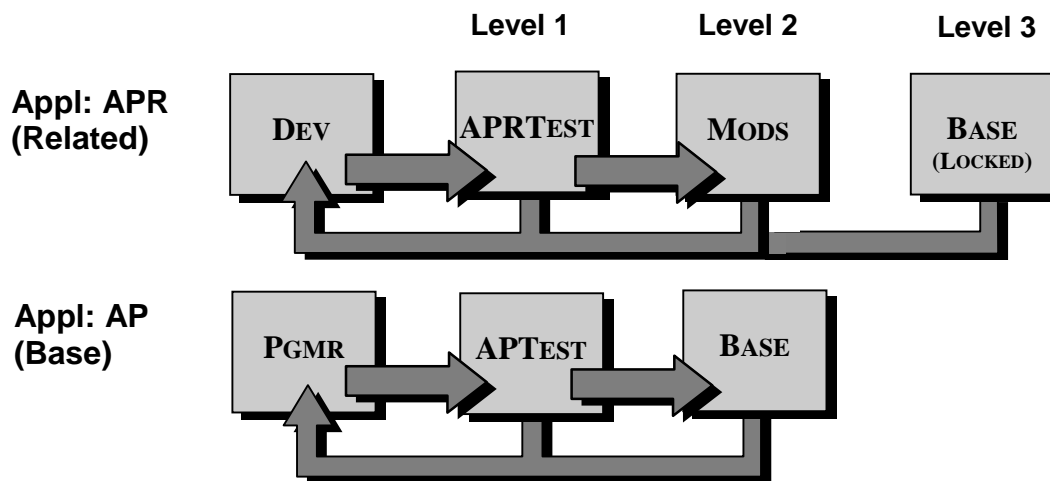 Level 1 Level 2 Level 3
Appl: APR
(Related)
DEV
APRTEST
MODS
BASE
(LOCKED)
Appl: AP
(Base)
PGMR
APTEST
BASE